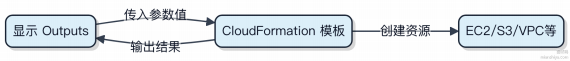 显示 Outputs
传入参数值
输出结果
CloudFormation 模板
创建资源
EC2/S3/VPC等